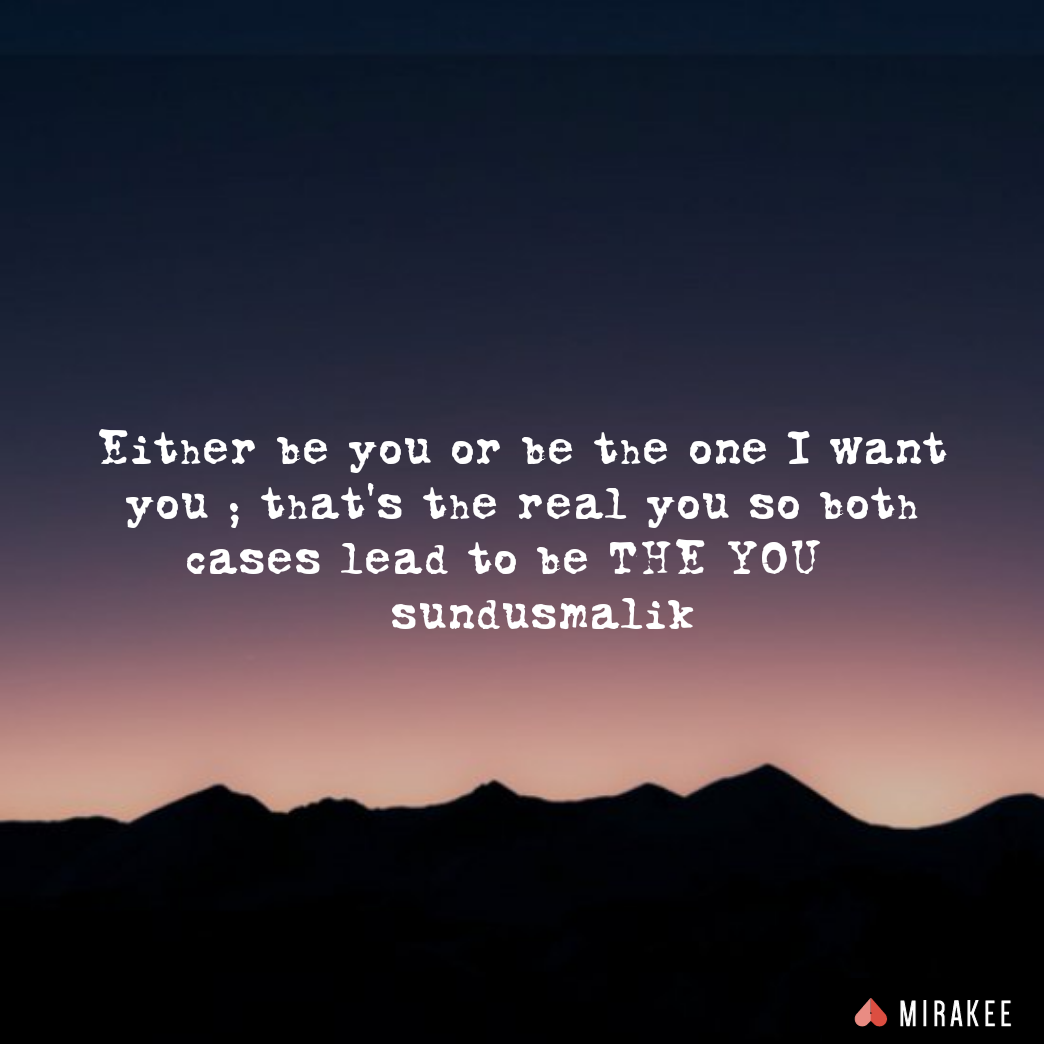 Either be you or be the one I want
you ; that's the real you so both
cases lead to be THE YOU
sundusmalik
MIRAKEE